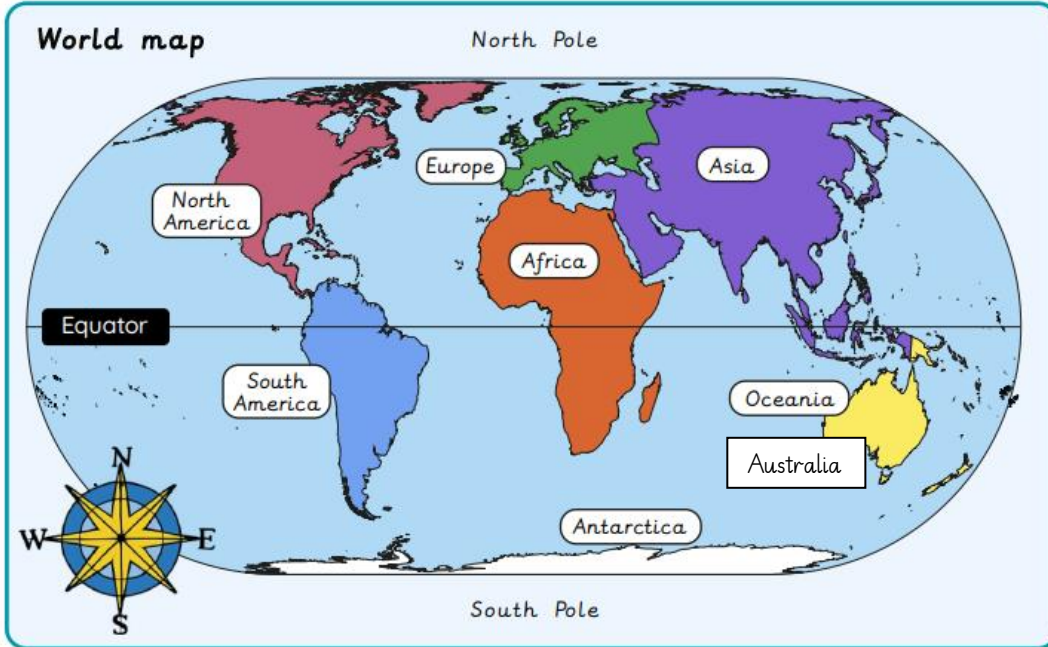 World map
North Pole
Europe
Asia
North
America
Africa
Equator
South
America
Oceania
Australia
N
W
E
S
Antarctica
South Pole